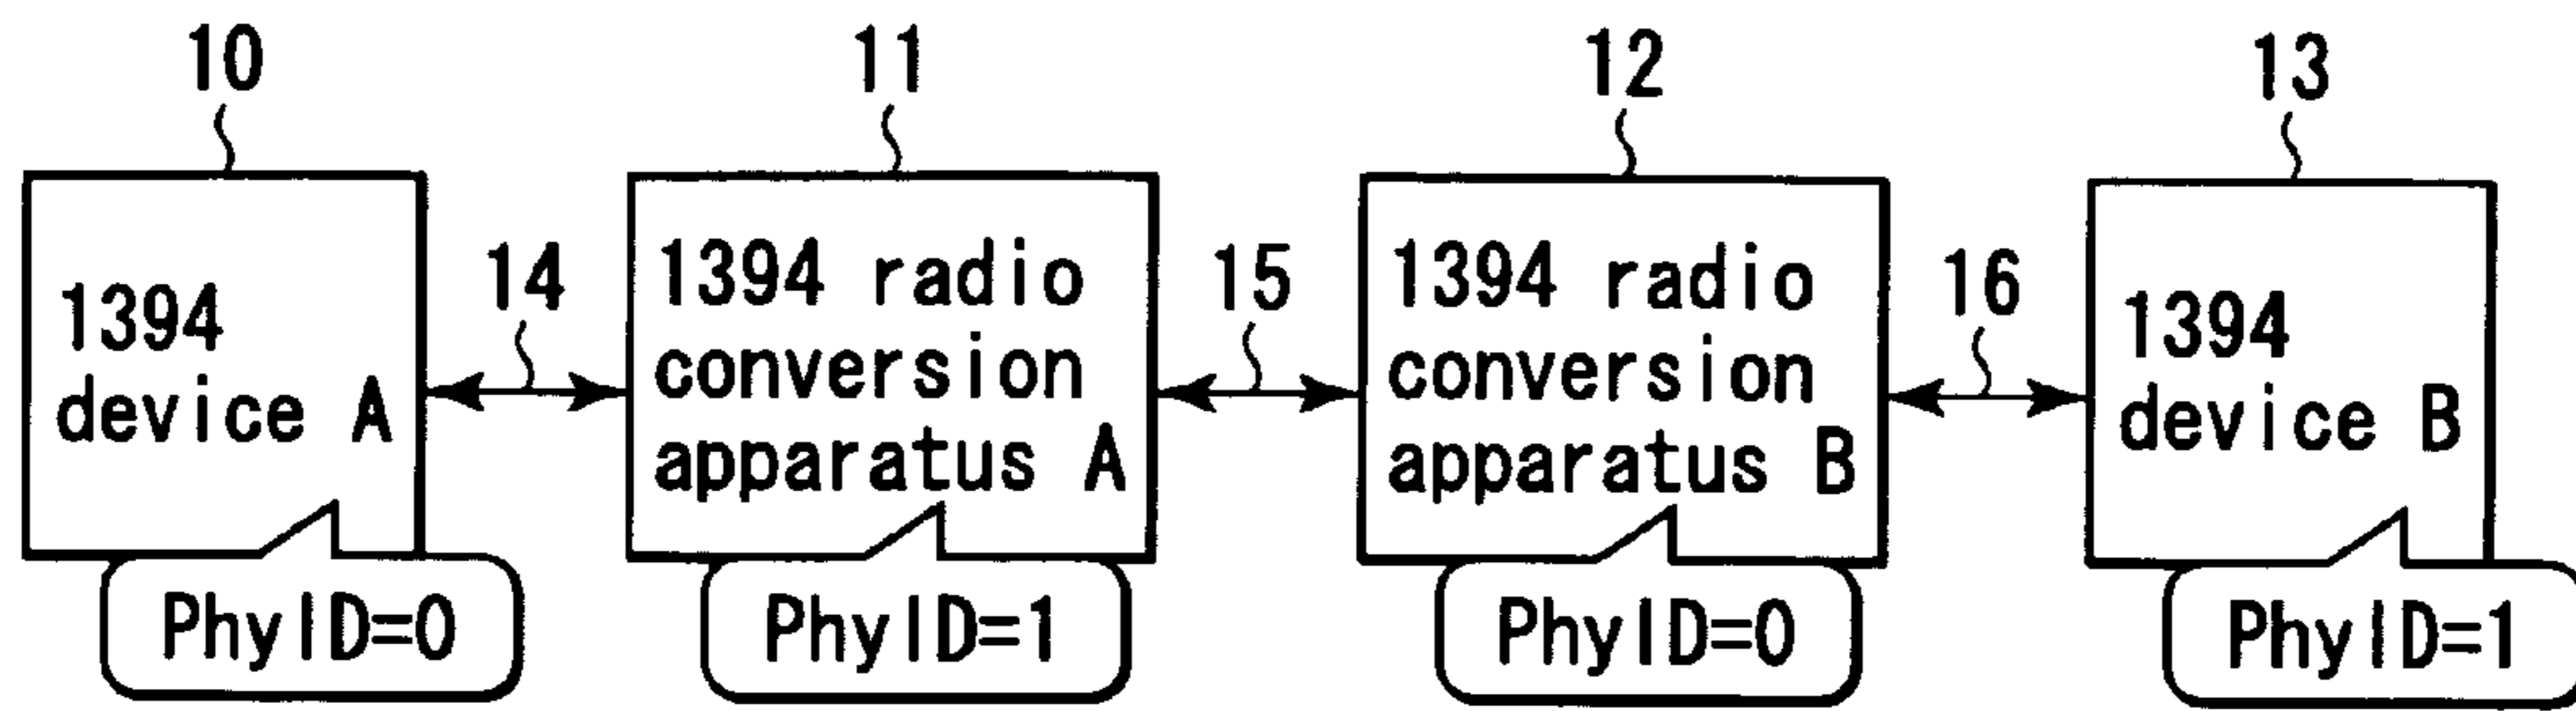 10
11
12
13
1394
device A
14
1394 radio
conversion
apparatus A
15
1394 radio
conversion
apparatus B
16
1394
device B
PhyID=0
PhyID=1
PhyID=0
PhyID=1